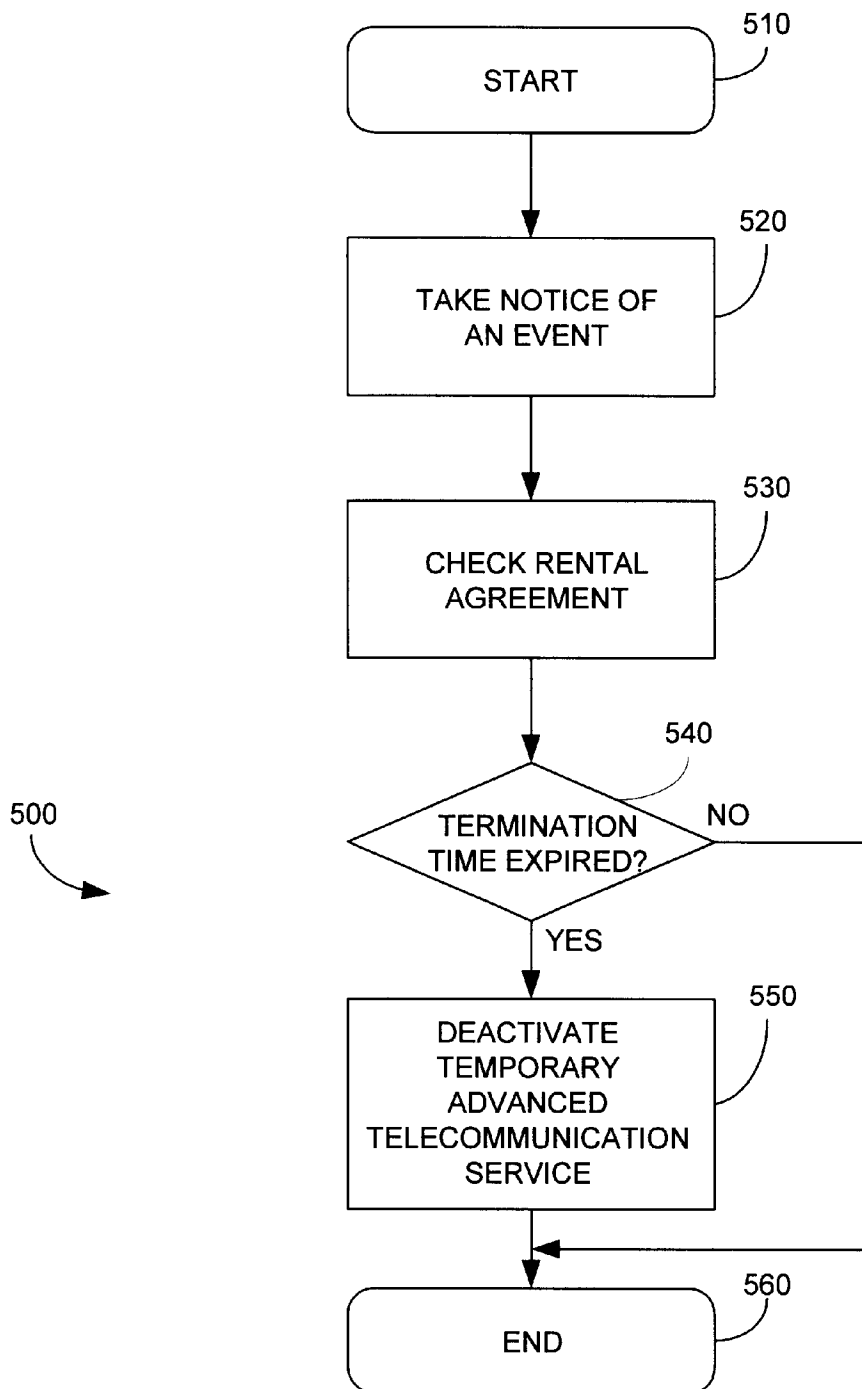 510
START
520
TAKE NOTICE OF
AN EVENT
530
CHECK RENTAL
AGREEMENT
540
500
NO
TERMINATION
TIME EXPIRED?
YES
550
DEACTIVATE
TEMPORARY
ADVANCED
TELECOMMUNICATION
SERVICE
560
END